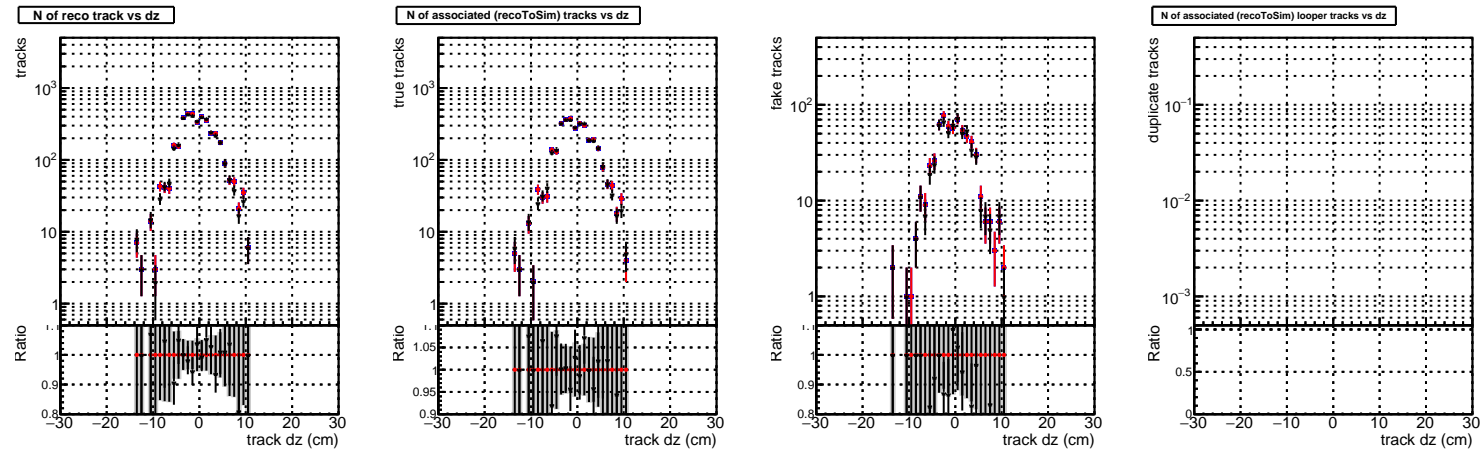 N of reco track vs dz
tracks
10³
10²
10
1
Ratio
1.1
1
0.9
0.8
−30 −20 −10 0 10 20 30
track dz (cm)
N of associated (recoToSim) tracks vs dz
true tracks
10³
10²
10
1
Ratio
1.05
1
0.95
0.9
−30 −20 −10 0 10 20 30
track dz (cm)
fake tracks
10²
10
1
Ratio
1.1
1
0.9
0.8
−30 −20 −10 0 10 20 30
track dz (cm)
N of associated (recoToSim) looper tracks vs dz
duplicate tracks
10⁻¹
10⁻²
10⁻³
Ratio
1
0.5
0
−30 −20 −10 0 10 20 30
track dz (cm)